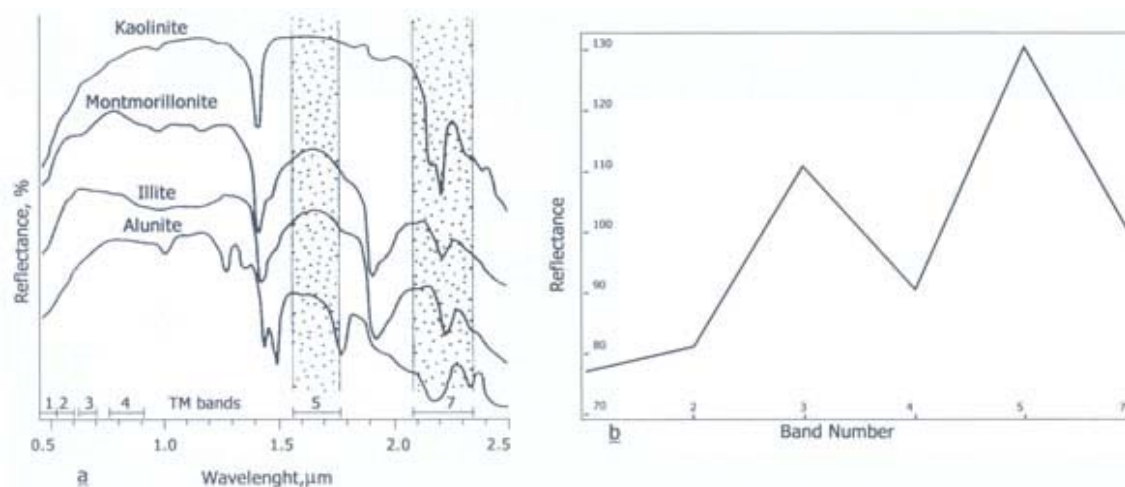 Kaolinite
Montmorillonite
Illite
Alunite
Reflectance, %
1 2 3 4 TM bands 5 7
0.5 1.0 1.5 2.0 2.5
a Wavelenght,μm
130
120
110
100
90
80
70
Reflectance
2 3 4 5 7
b Band Number